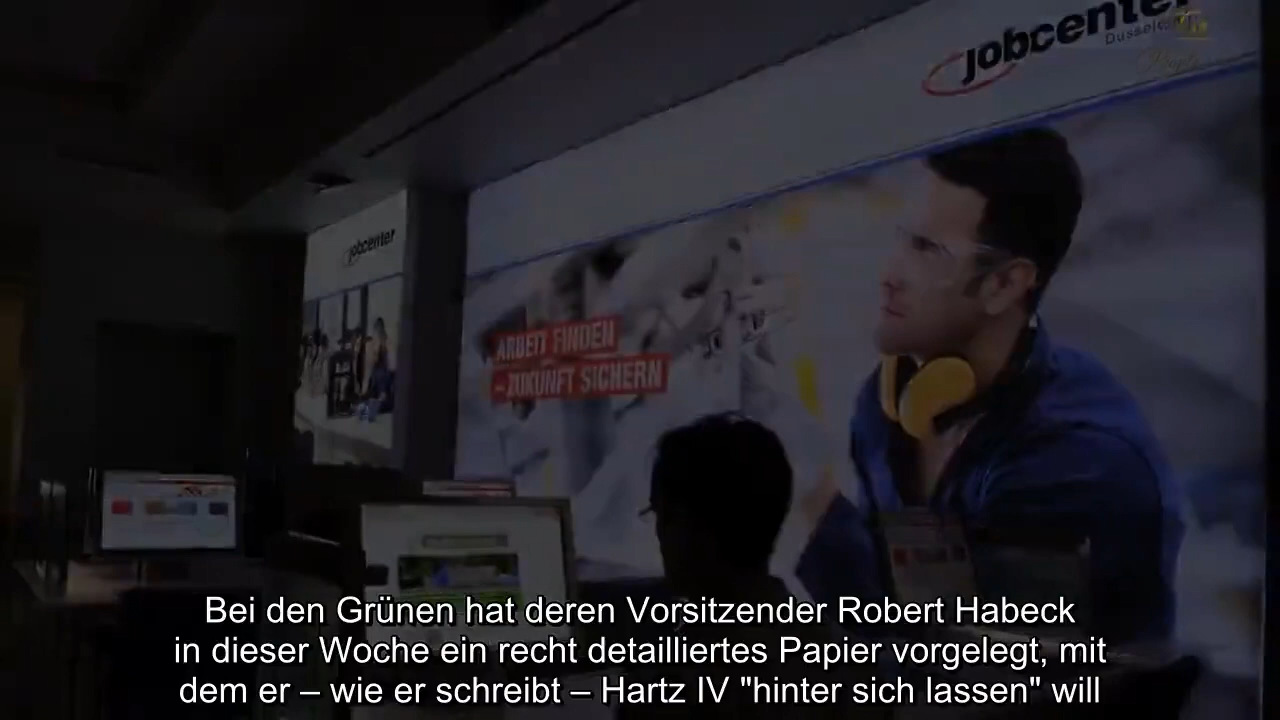 jobcenter
Düsseldorf
jobcenter
ARBEIT FINDEN
– ZUKUNFT SICHERN
Bei den Grünen hat deren Vorsitzender Robert Habeck
in dieser Woche ein recht detailliertes Papier vorgelegt, mit
dem er – wie er schreibt – Hartz IV "hinter sich lassen" will